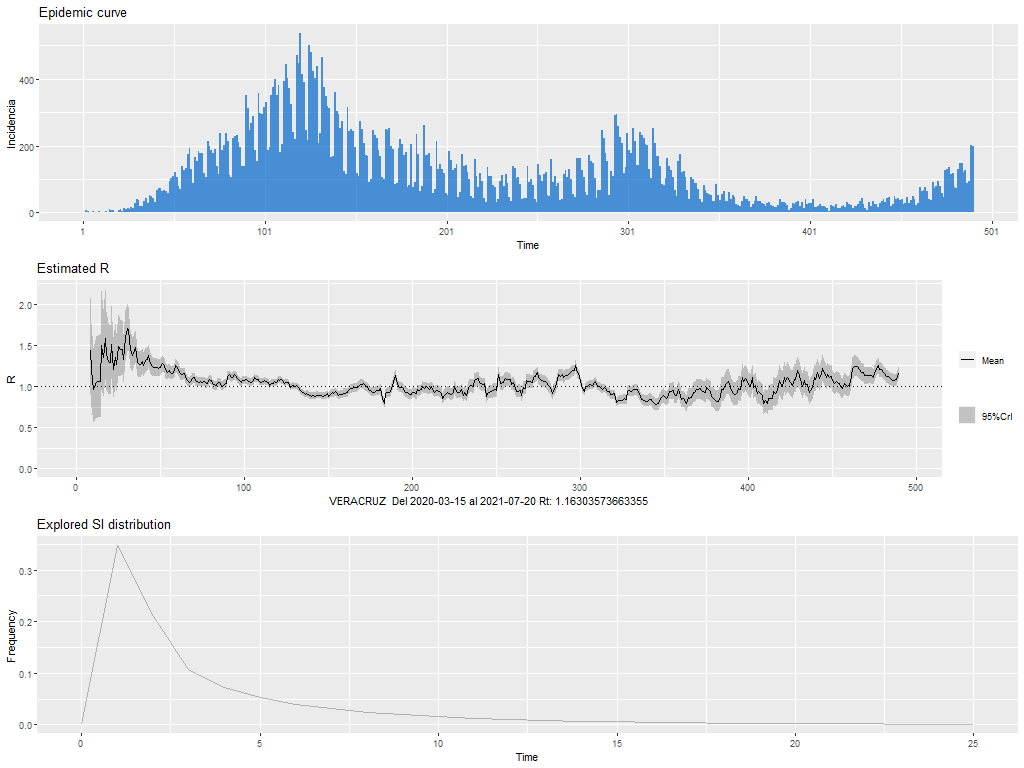 Epidemic curve
Incidencia
400
200
0
1
101
201
301
401
501
Time
Estimated R
R
2.0
1.5
1.0
0.5
0.0
0
100
200
300
400
500
VERACRUZ  Del 2020-03-15 al 2021-07-20 Rt: 1.16303573663355
Mean
95%CrI
Explored SI distribution
Frequency
0.3
0.2
0.1
0.0
0
5
10
15
20
25
Time